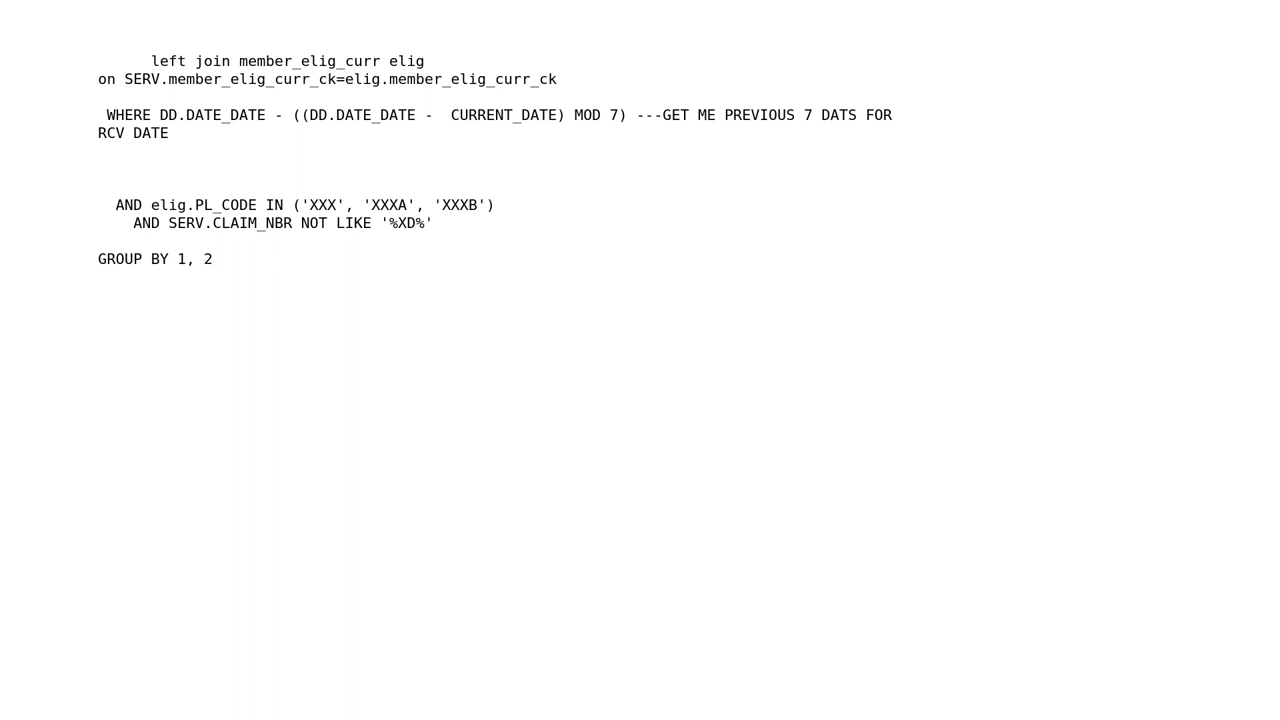 left join member_elig_curr elig
on SERV.member_elig_curr_ck=elig.member_elig_curr_ck
WHERE DD.DATE_DATE - ((DD.DATE_DATE -  CURRENT_DATE) MOD 7) ---GET ME PREVIOUS 7 DATS FOR
RCV DATE
AND elig.PL_CODE IN ('XXX', 'XXXA', 'XXXB')
AND SERV.CLAIM_NBR NOT LIKE '%XD%'
GROUP BY 1, 2